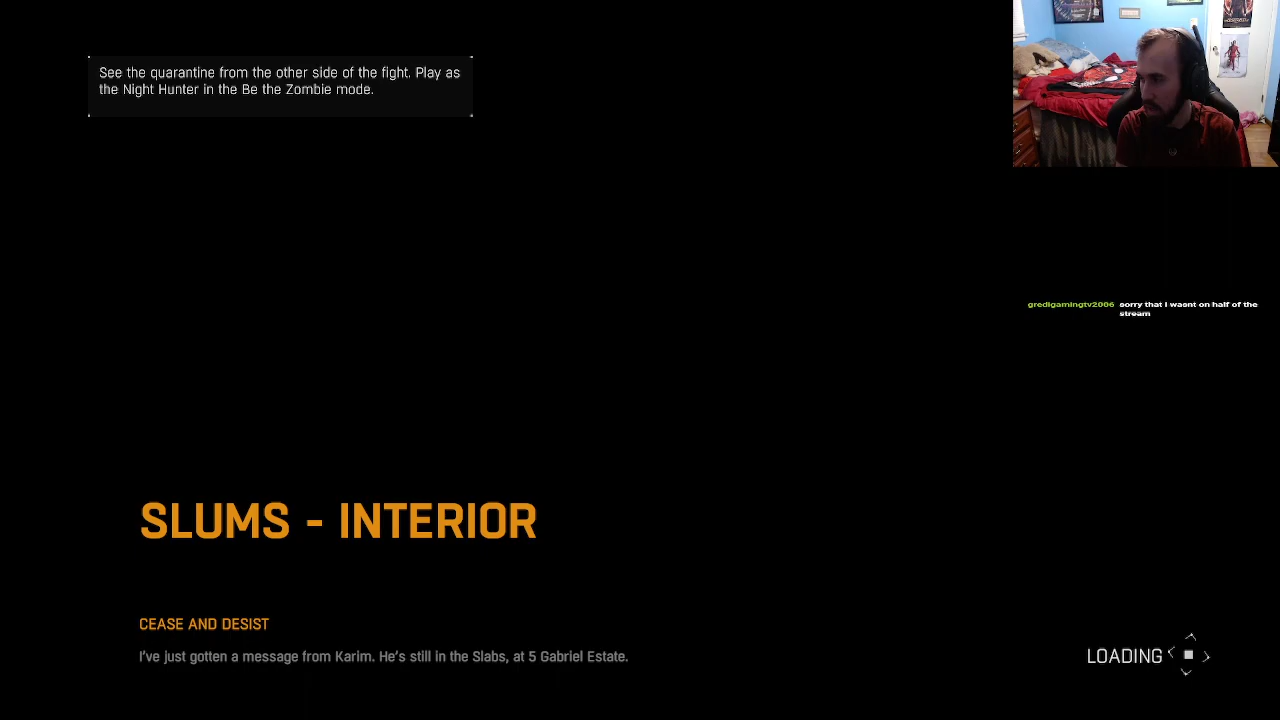 See the quarantine from the other side of the fight. Play as
the Night Hunter in the Be the Zombie mode.
gredigamingtv2006 sorry that i wasnt on half of the
stream
SLUMS - INTERIOR
CEASE AND DESIST
I've just gotten a message from Karim. He's still in the Slabs, at 5 Gabriel Estate.
LOADING